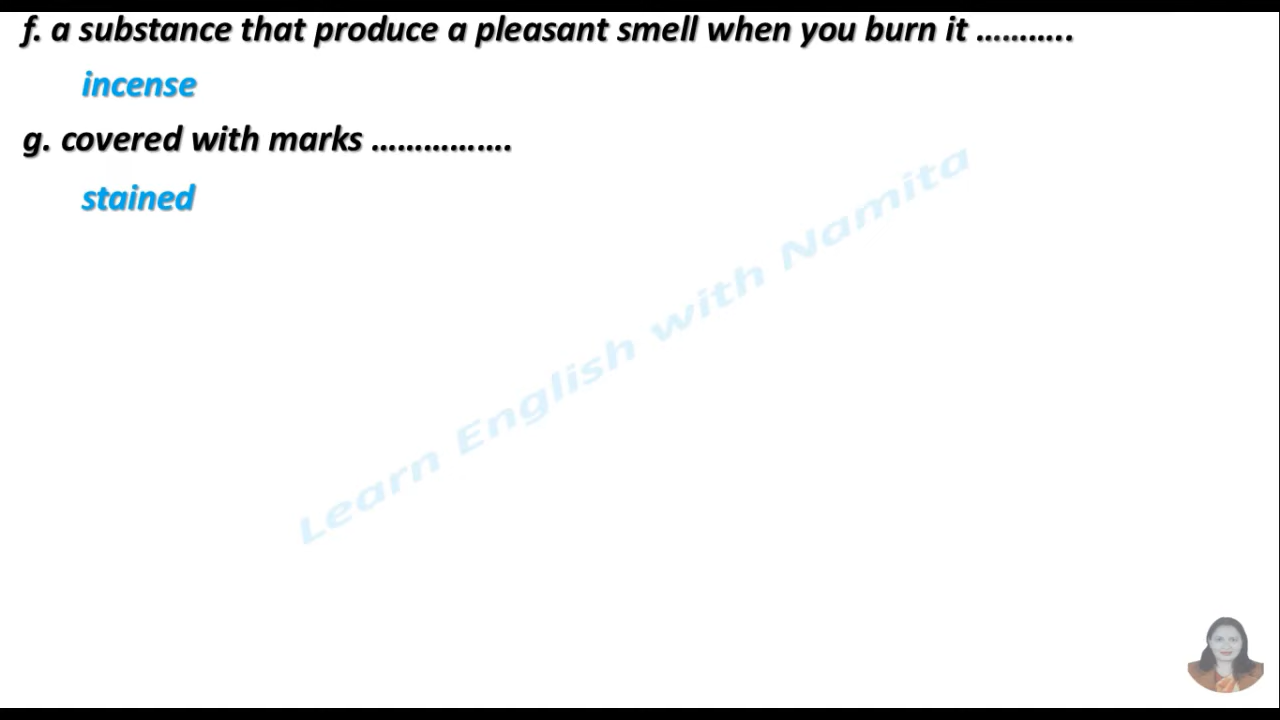 f. a substance that produce a pleasant smell when you burn it ………..
incense
g. covered with marks …………….
stained
Learn English with Namita